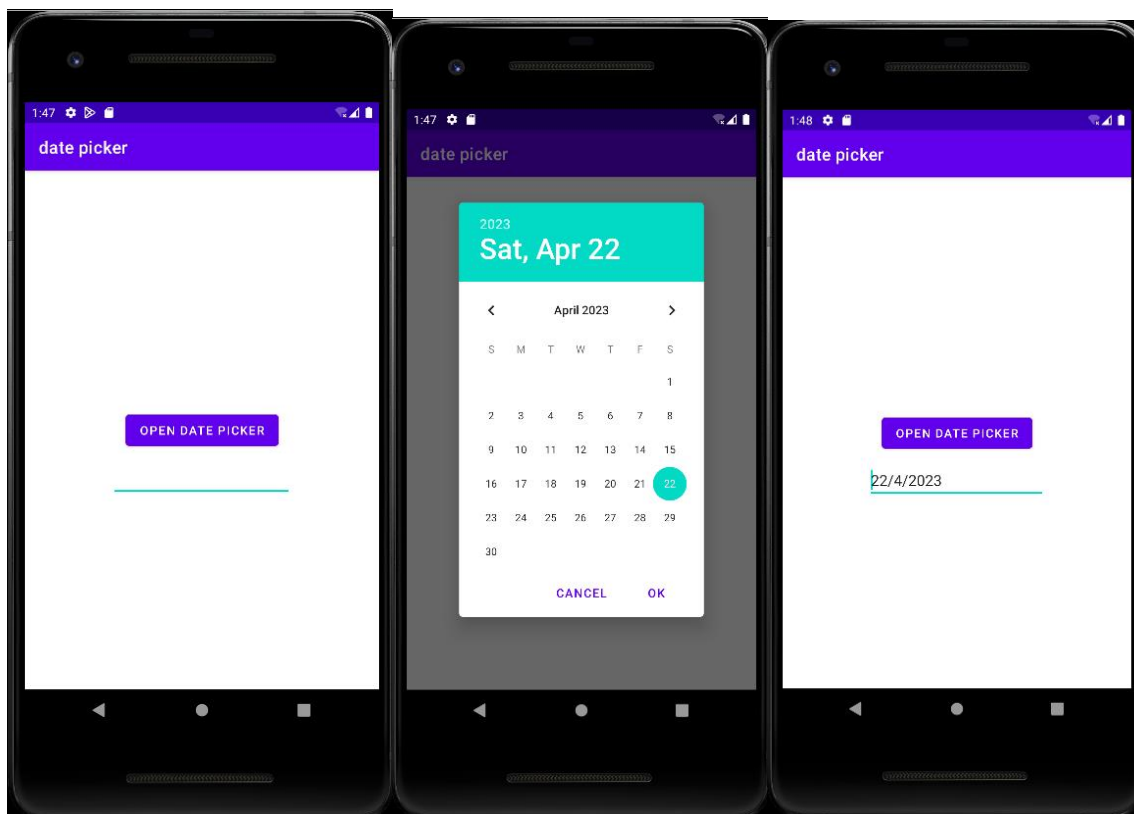 1:47
date picker
OPEN DATE PICKER
1:47
date picker
2023
Sat, Apr 22
April 2023
S M T W T F S
1
2 3 4 5 6 7 8
9 10 11 12 13 14 15
16 17 18 19 20 21 22
23 24 25 26 27 28 29
30
CANCEL OK
1:48
date picker
OPEN DATE PICKER
22/4/2023